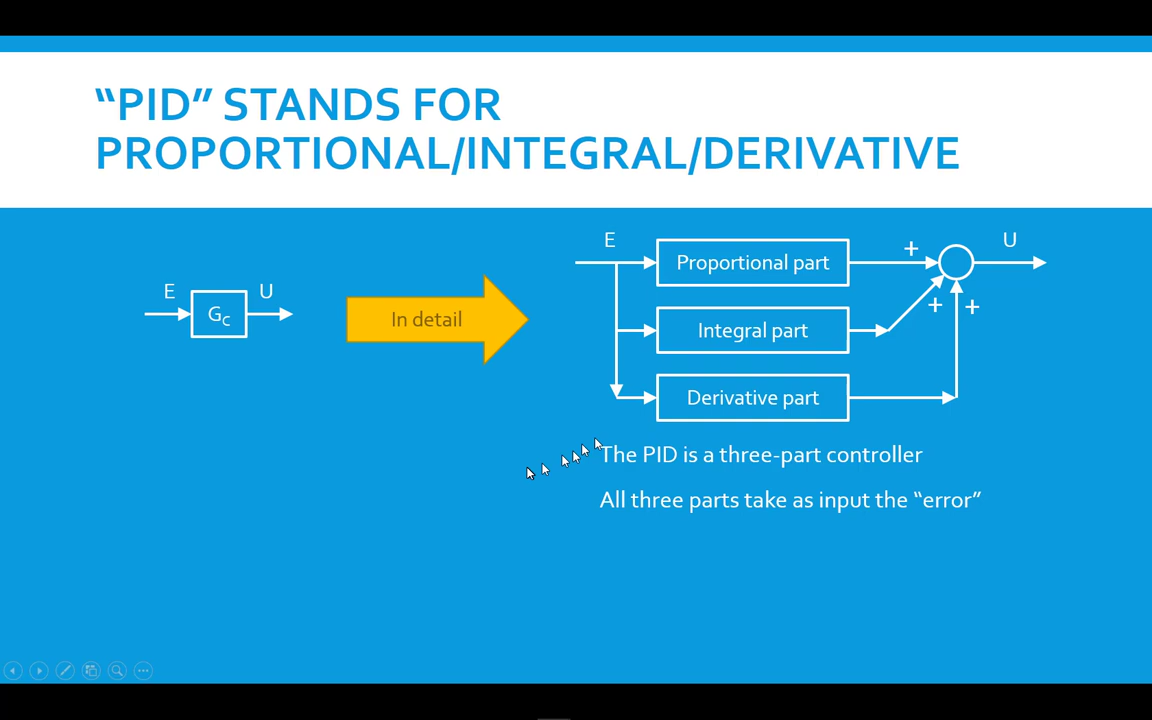 “PID” STANDS FOR
PROPORTIONAL/INTEGRAL/DERIVATIVE
E
U
G_C
In detail
E
Proportional part
+
U
Integral part
+
+
Derivative part
The PID is a three-part controller
All three parts take as input the “error”